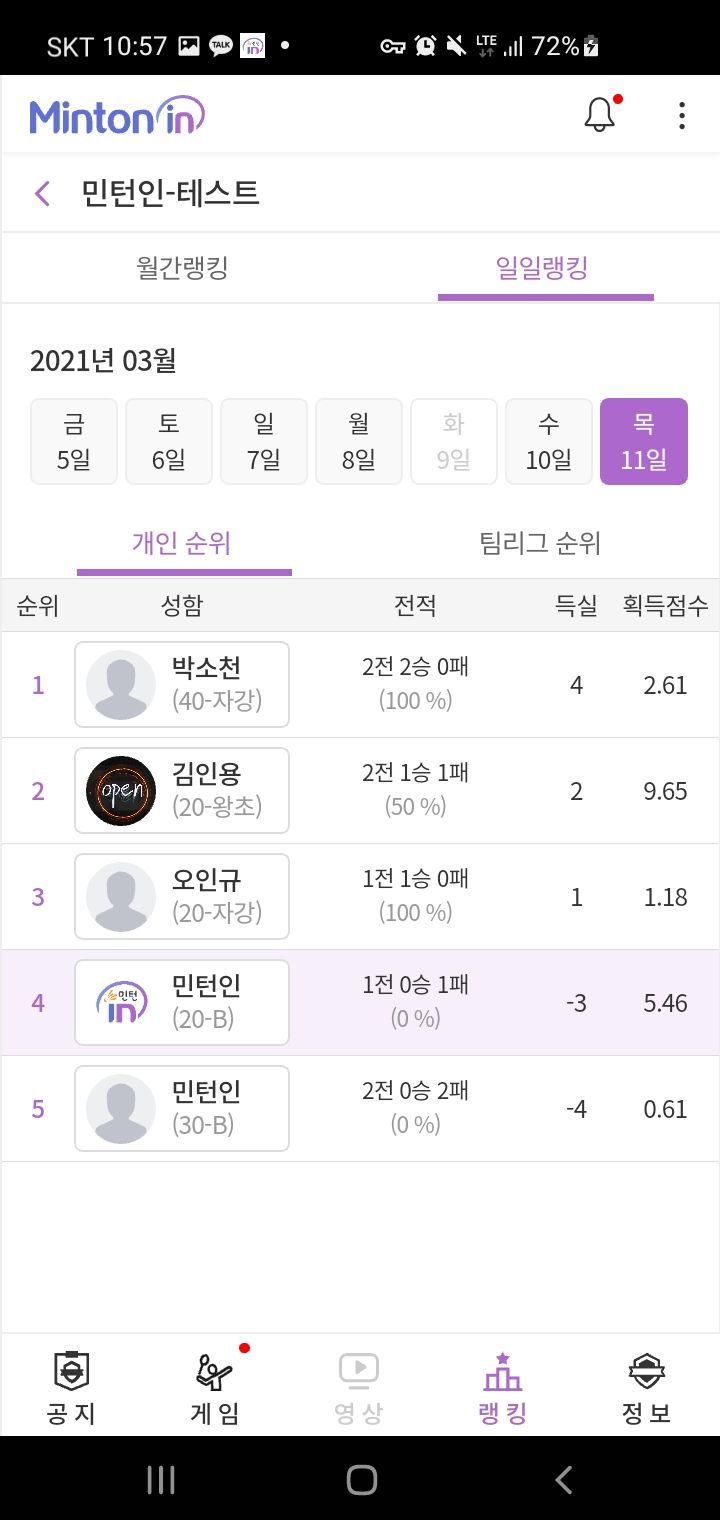 SKT 10:57 TALK in LTE 72%
Minton in
민턴인-테스트
월간랭킹 일일랭킹
2021년 03월
금 토 일 월 화 수 목
5일 6일 7일 8일 9일 10일 11일
개인 순위 팀리그 순위
순위 성함 전적 득실 획득점수
1 박소천 (40-자강) 2전 2승 0패 (100 %) 4 2.61
2 open 김인용 (20-왕초) 2전 1승 1패 (50 %) 2 9.65
3 오인규 (20-자강) 1전 1승 0패 (100 %) 1 1.18
4 민턴 in 민턴인 (20-B) 1전 0승 1패 (0 %) -3 5.46
5 민턴인 (30-B) 2전 0승 2패 (0 %) -4 0.61
공지 게임 영상 랭킹 정보